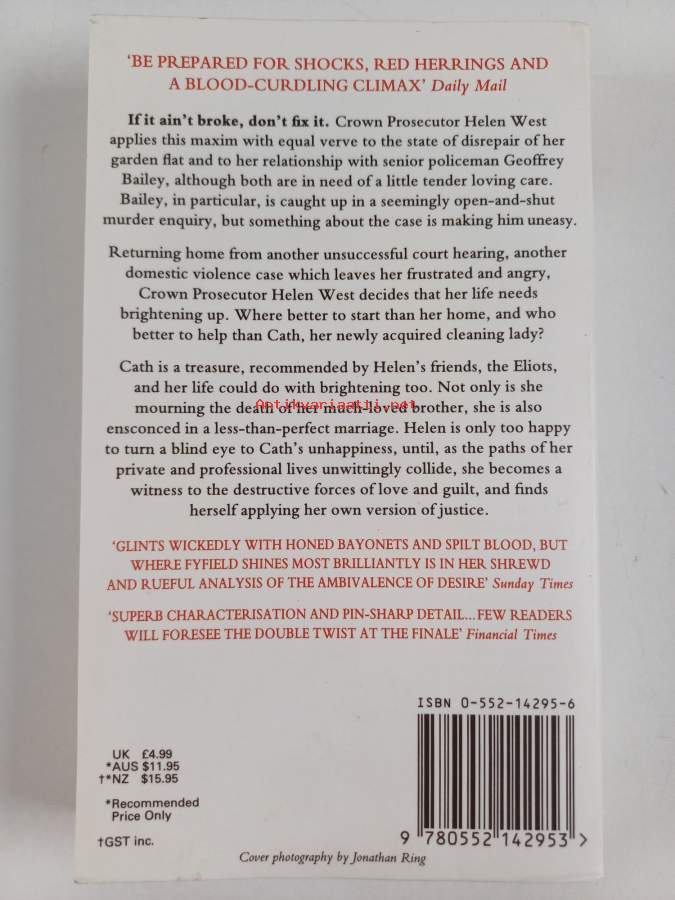 ‘BE PREPARED FOR SHOCKS, RED HERRINGS AND
A BLOOD-CURDLING CLIMAX’ Daily Mail
If it ain't broke, don't fix it. Crown Prosecutor Helen West
applies this maxim with equal verve to the state of disrepair of her
garden flat and to her relationship with senior policeman Geoffrey
Bailey, although both are in need of a little tender loving care.
Bailey, in particular, is caught up in a seemingly open-and-shut
murder enquiry, but something about the case is making him uneasy.
Returning home from another unsuccessful court hearing, another
domestic violence case which leaves her frustrated and angry,
Crown Prosecutor Helen West decides that her life needs
brightening up. Where better to start than her home, and who
better to help than Cath, her newly acquired cleaning lady?
Cath is a treasure, recommended by Helen's friends, the Eliots,
and her life could do with brightening too. Not only is she
mourning the death of her much-loved brother, she is also
Antikvariaatti.net
ensconced in a less-than-perfect marriage. Helen is only too happy
to turn a blind eye to Cath's unhappiness, until, as the paths of her
private and professional lives unwittingly collide, she becomes a
witness to the destructive forces of love and guilt, and finds
herself applying her own version of justice.
‘GLINTS WICKEDLY WITH HONED BAYONETS AND SPILT BLOOD, BUT
WHERE FYFIELD SHINES MOST BRILLIANTLY IS IN HER SHREWD
AND RUEFUL ANALYSIS OF THE AMBIVALENCE OF DESIRE’ Sunday Times
‘SUPERB CHARACTERISATION AND PIN-SHARP DETAIL...FEW READERS
WILL FORESEE THE DOUBLE TWIST AT THE FINALE’ Financial Times
ISBN 0-552-14295-6
UK £4.99
*AUS $11.95
†*NZ $15.95
*Recommended
Price Only
†GST inc.
9 780552 142953 >
Cover photography by Jonathan Ring